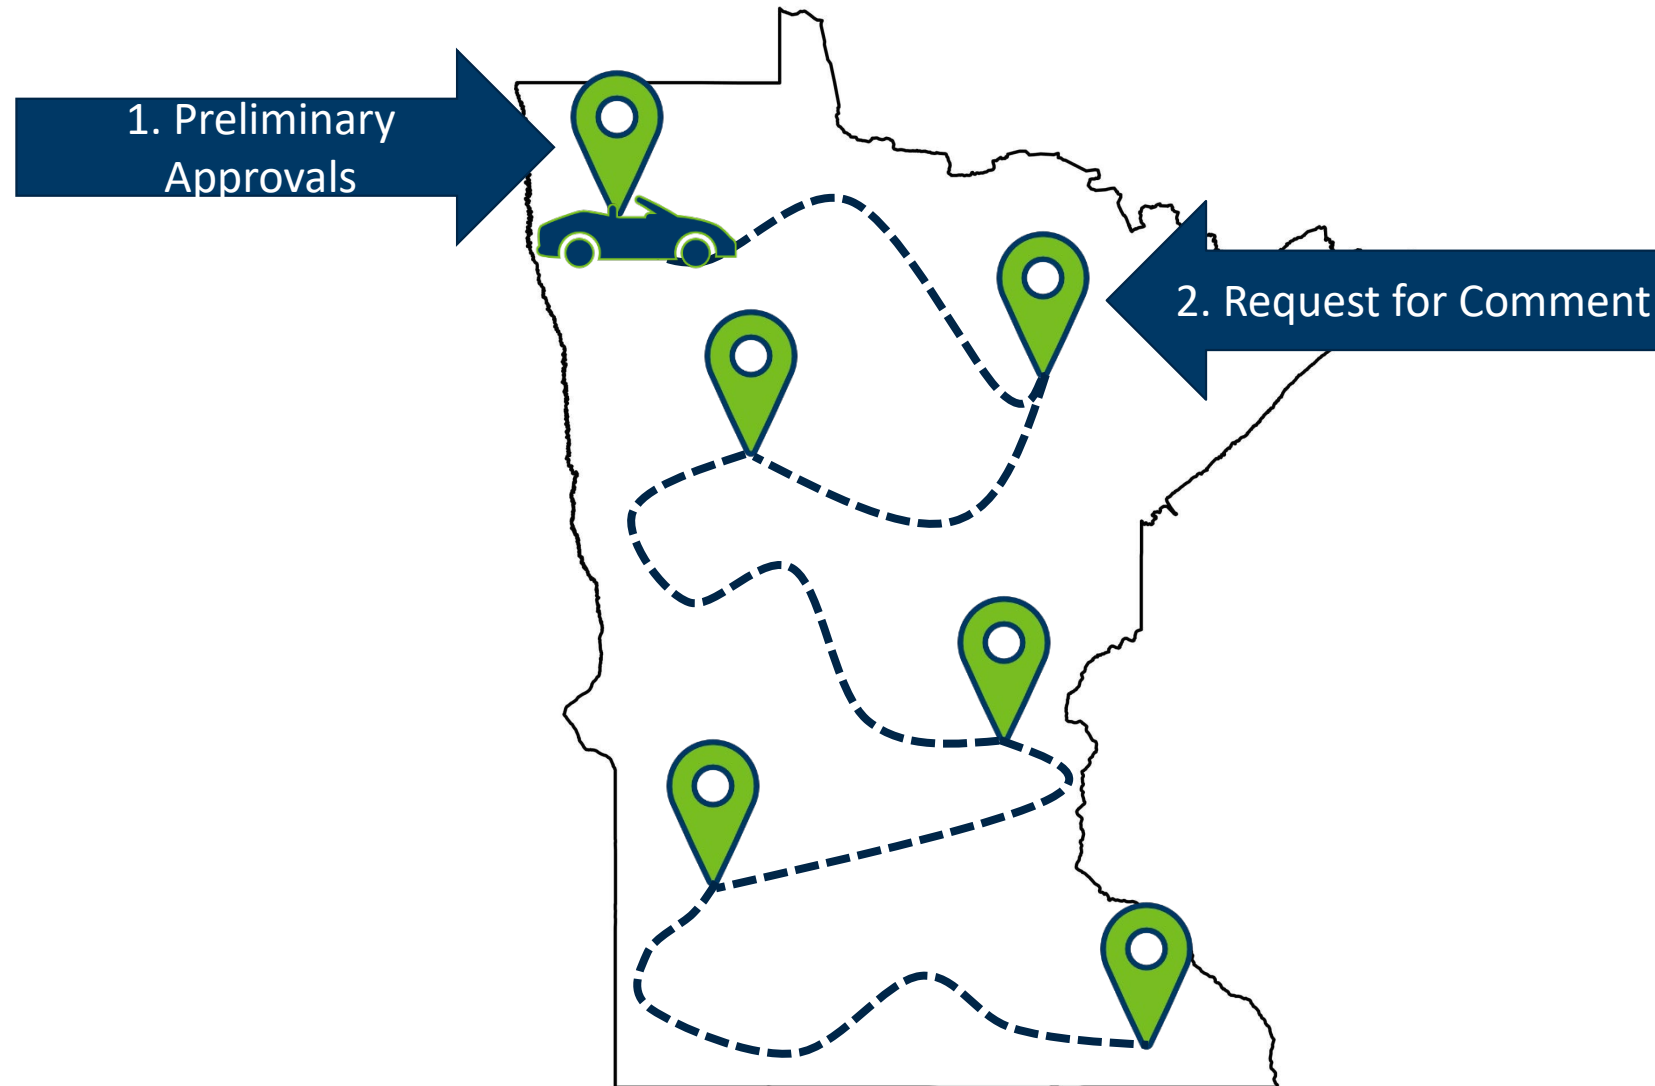 1. Preliminary
Approvals
2. Request for Comment